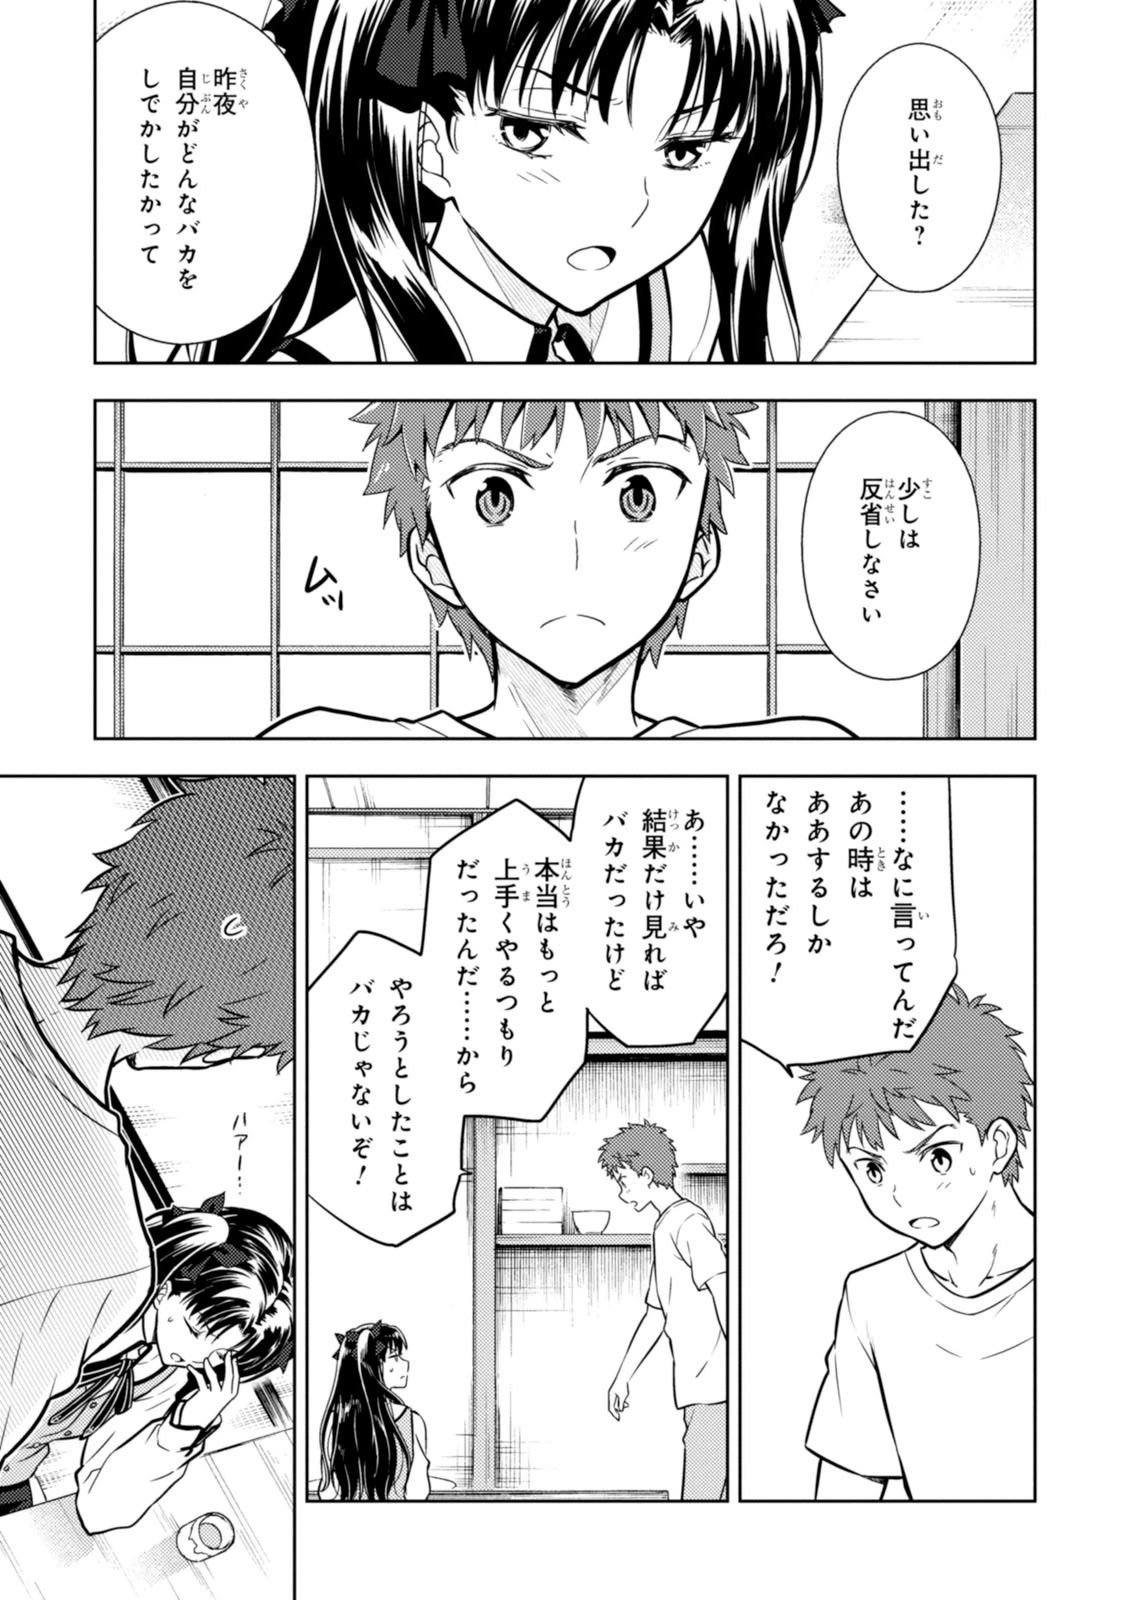 思い出した？
昨夜
自分がどんなバカを
しでかしたかって
少しは
反省しなさい
ムッ
……なに言ってんだ
あの時は
ああするしか
なかっただろ！
あ……いや
結果だけ見れば
バカだったけど
本当はもっと
上手くやるつもり
だったんだ……から
やろうとしたことは
バカじゃないぞ！
ハァー…